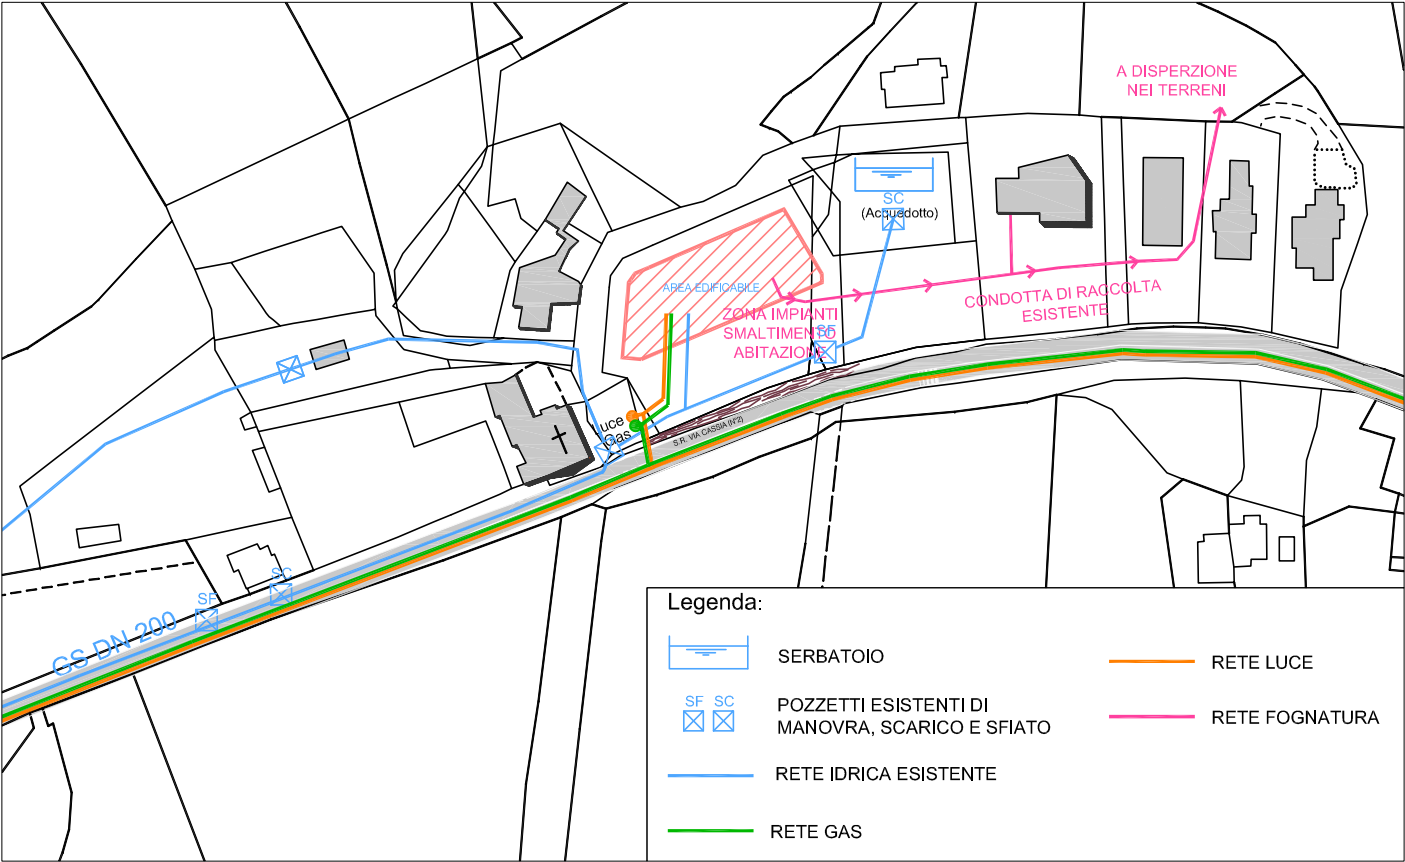 A DISPERZIONE
NEI TERRENI
SC
(Acquedotto)
AREA EDIFICABILE
ZONA IMPIANTI
SMALTIMENTO
ABITAZIONE
SF
CONDOTTA DI RACCOLTA
ESISTENTE
Luce
Gas
S.R. VIA CASSIA (N°2)
SC
SF
GS DN 200
Legenda:
SERBATOIO
SF SC
POZZETTI ESISTENTI DI
MANOVRA, SCARICO E SFIATO
RETE IDRICA ESISTENTE
RETE GAS
RETE LUCE
RETE FOGNATURA